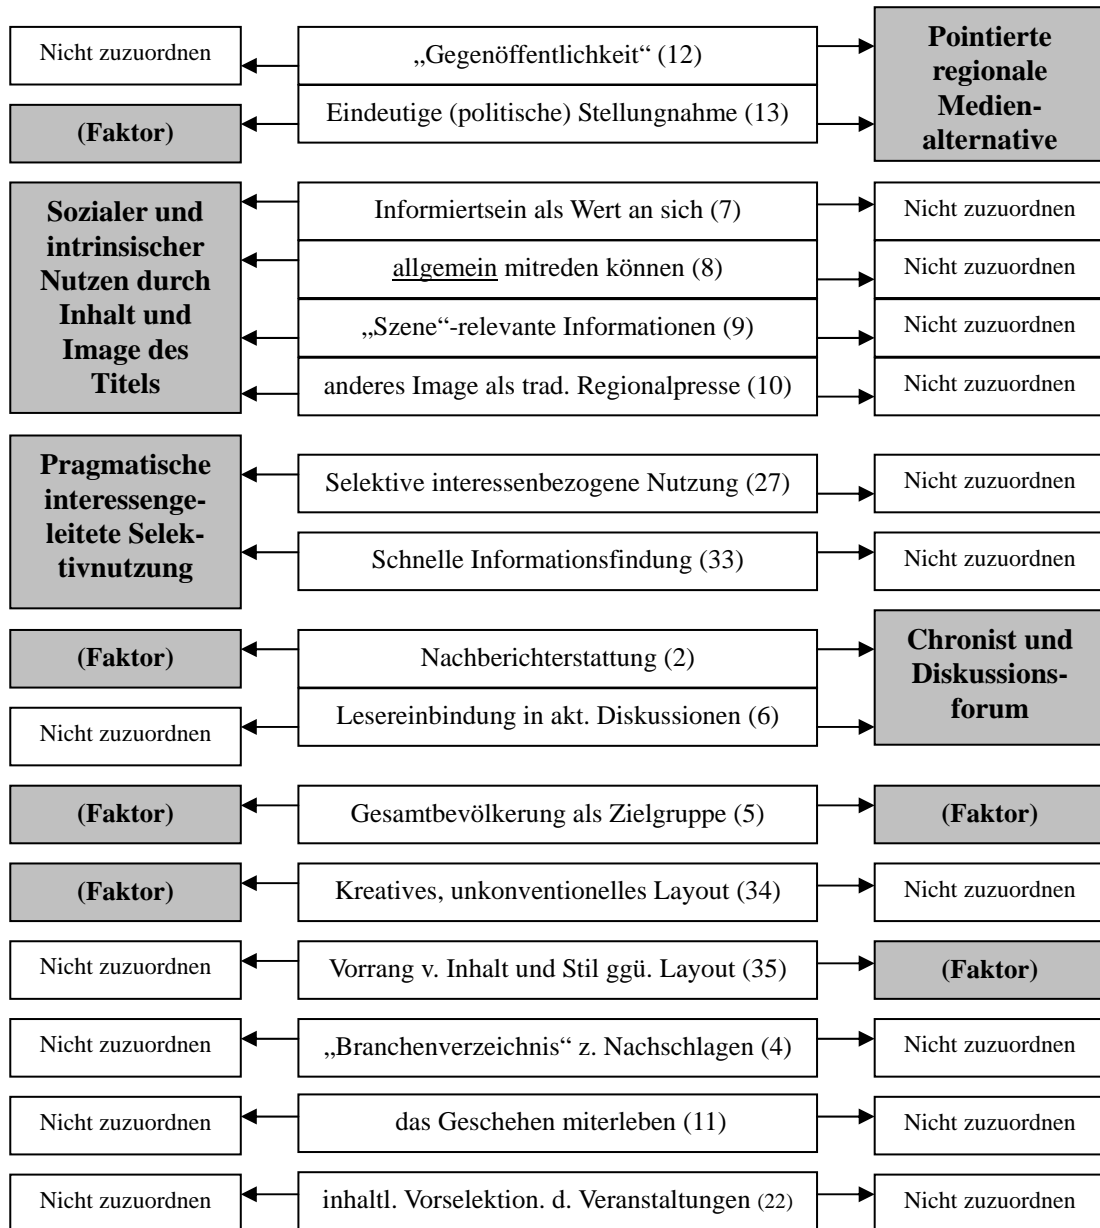 Nicht zuzuordnen
„Gegenöffentlichkeit“ (12)
Pointierte
regionale
Medien-
alternative
(Faktor)
Eindeutige (politische) Stellungnahme (13)
Sozialer und
intrinsischer
Nutzen durch
Inhalt und
Image des
Titels
Informiertsein als Wert an sich (7)
Nicht zuzuordnen
allgemein mitreden können (8)
Nicht zuzuordnen
„Szene“-relevante Informationen (9)
Nicht zuzuordnen
anderes Image als trad. Regionalpresse (10)
Nicht zuzuordnen
Pragmatische
interessenge-
leitete Selek-
tivnutzung
Selektive interessenbezogene Nutzung (27)
Nicht zuzuordnen
Schnelle Informationsfindung (33)
Nicht zuzuordnen
(Faktor)
Nachberichterstattung (2)
Chronist und
Diskussions-
forum
Nicht zuzuordnen
Lesereinbindung in akt. Diskussionen (6)
(Faktor)
Gesamtbevölkerung als Zielgruppe (5)
(Faktor)
(Faktor)
Kreatives, unkonventionelles Layout (34)
Nicht zuzuordnen
Nicht zuzuordnen
Vorrang v. Inhalt und Stil ggü. Layout (35)
(Faktor)
Nicht zuzuordnen
„Branchenverzeichnis“ z. Nachschlagen (4)
Nicht zuzuordnen
Nicht zuzuordnen
das Geschehen miterleben (11)
Nicht zuzuordnen
Nicht zuzuordnen
inhaltl. Vorselektion. d. Veranstaltungen (22)
Nicht zuzuordnen